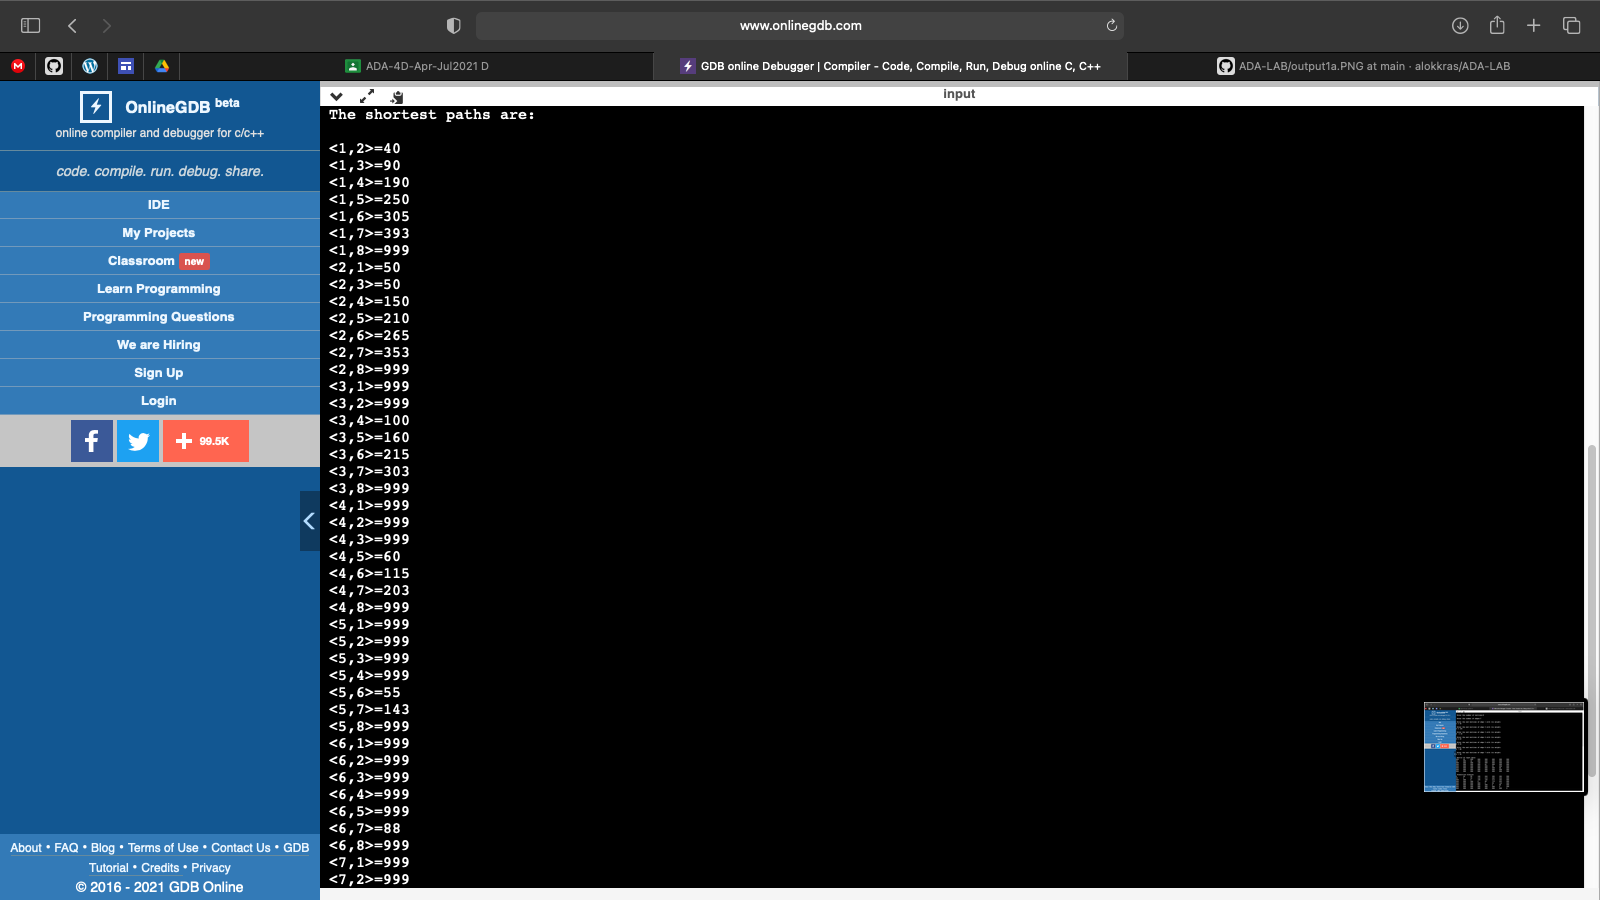 www.onlinegdb.com
ADA-4D-Apr-Jul2021 D
GDB online Debugger | Compiler - Code, Compile, Run, Debug online C, C++
ADA-LAB/output1a.PNG at main · alokkras/ADA-LAB
OnlineGDB beta
online compiler and debugger for c/c++
code. compile. run. debug. share.
IDE
My Projects
Classroom new
Learn Programming
Programming Questions
We are Hiring
Sign Up
Login
99.5K
About • FAQ • Blog • Terms of Use • Contact Us • GDB
Tutorial • Credits • Privacy
© 2016 - 2021 GDB Online
input
The shortest paths are:
<1,2>=40
<1,3>=90
<1,4>=190
<1,5>=250
<1,6>=305
<1,7>=393
<1,8>=999
<2,1>=50
<2,3>=50
<2,4>=150
<2,5>=210
<2,6>=265
<2,7>=353
<2,8>=999
<3,1>=999
<3,2>=999
<3,4>=100
<3,5>=160
<3,6>=215
<3,7>=303
<3,8>=999
<4,1>=999
<4,2>=999
<4,3>=999
<4,5>=60
<4,6>=115
<4,7>=203
<4,8>=999
<5,1>=999
<5,2>=999
<5,3>=999
<5,4>=999
<5,6>=55
<5,7>=143
<5,8>=999
<6,1>=999
<6,2>=999
<6,3>=999
<6,4>=999
<6,5>=999
<6,7>=88
<6,8>=999
<7,1>=999
<7,2>=999